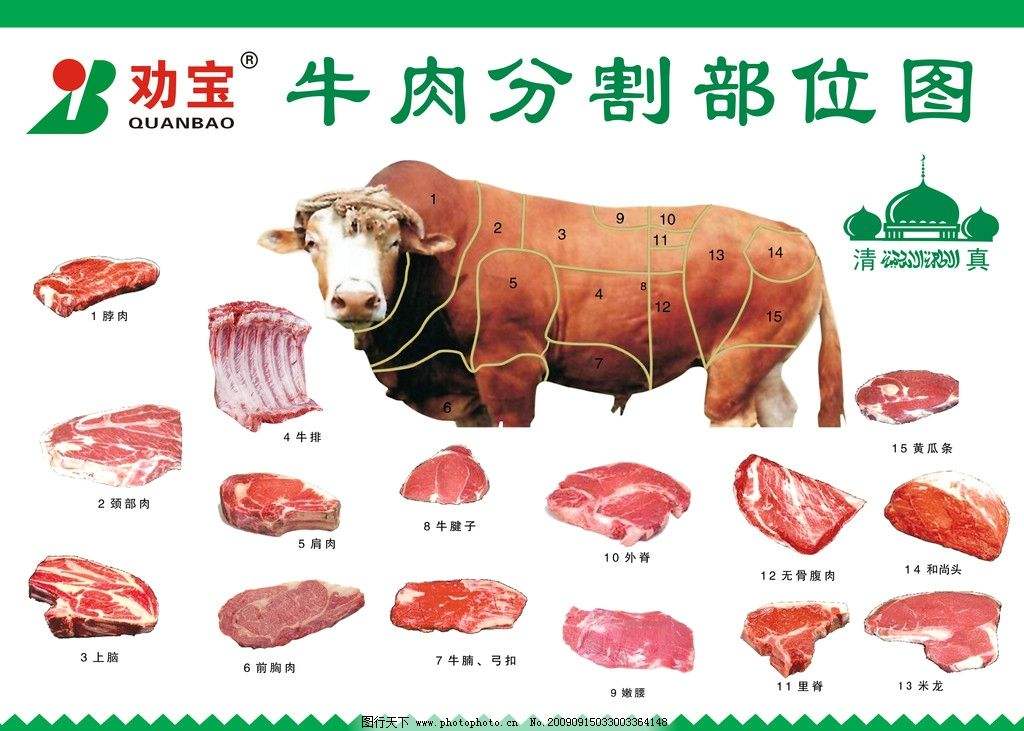 劝宝®
QUANBAO
牛肉分割部位图
清 真
1
2
3
9
10
11
13
14
5
4
8
12
15
7
6
1 脖肉
4 牛排
15 黄瓜条
2 颈部肉
8 牛腱子
5 肩肉
10 外脊
12 无骨腹肉
14 和尚头
3 上脑
6 前胸肉
7 牛腩、弓扣
9 嫩腰
11 里脊
13 米龙
图行天下 www.photophoto.cn No.20090915033003364148